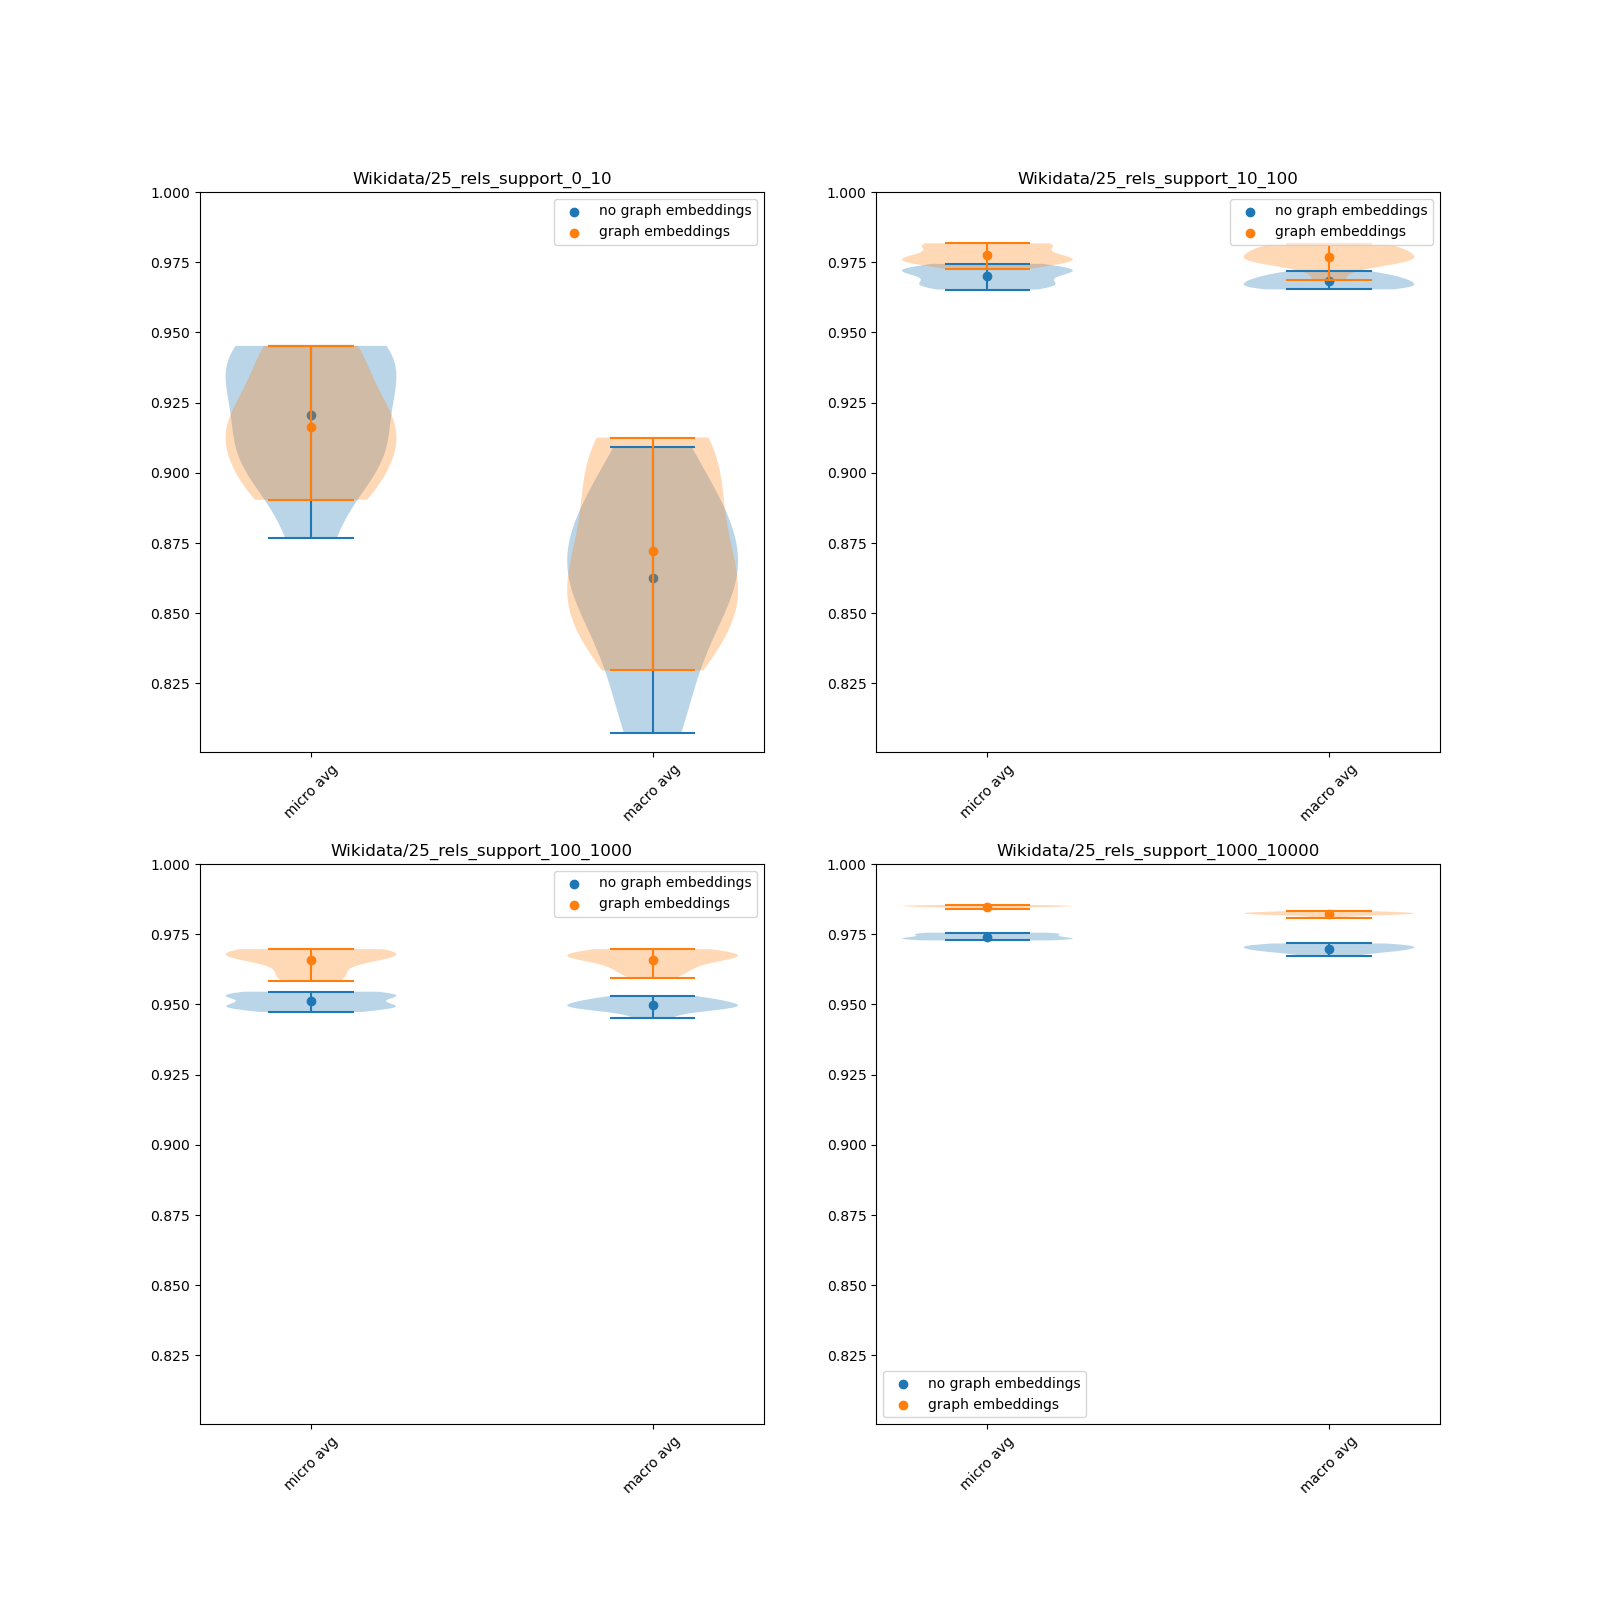 Wikidata/25_rels_support_0_10
1.000
0.975
0.950
0.925
0.900
0.875
0.850
0.825
no graph embeddings
graph embeddings
micro avg
macro avg
Wikidata/25_rels_support_10_100
1.000
0.975
0.950
0.925
0.900
0.875
0.850
0.825
no graph embeddings
graph embeddings
micro avg
macro avg
Wikidata/25_rels_support_100_1000
1.000
0.975
0.950
0.925
0.900
0.875
0.850
0.825
no graph embeddings
graph embeddings
micro avg
macro avg
Wikidata/25_rels_support_1000_10000
1.000
0.975
0.950
0.925
0.900
0.875
0.850
0.825
no graph embeddings
graph embeddings
micro avg
macro avg